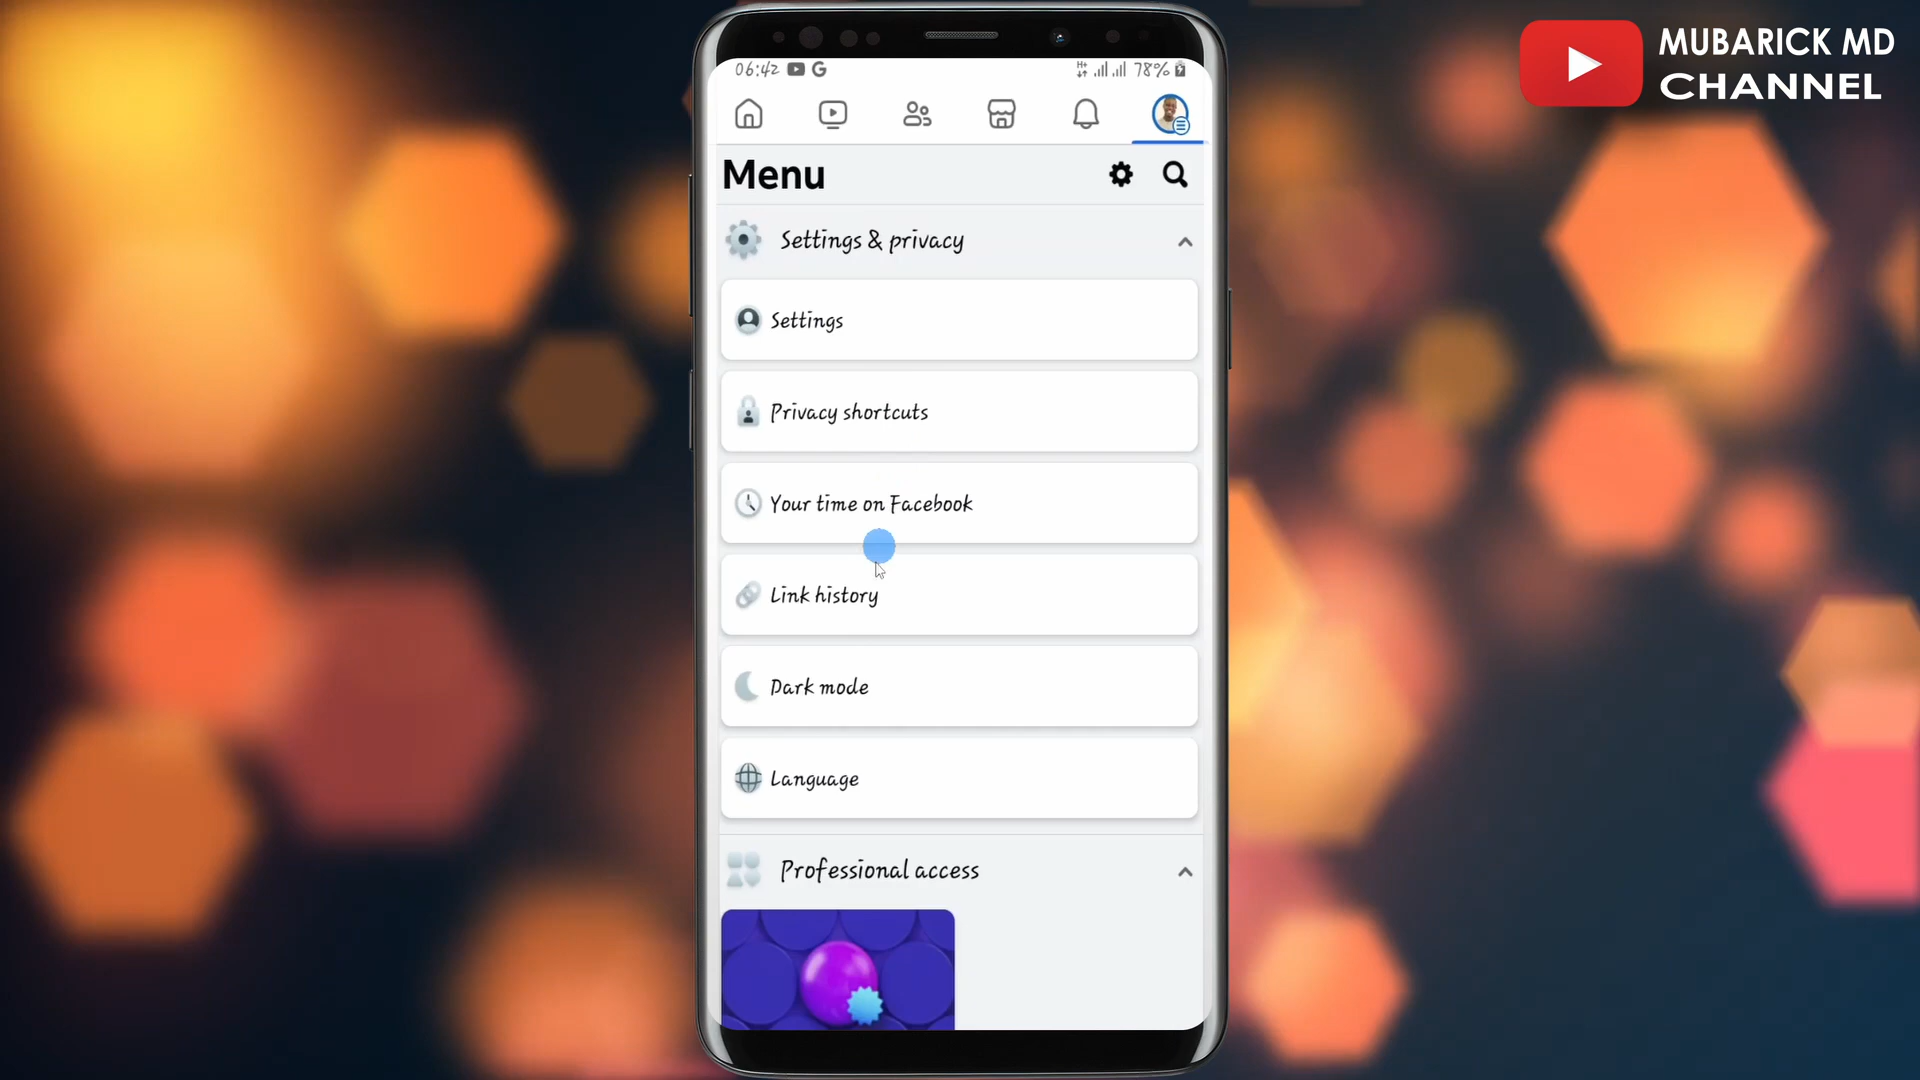 MUBARICK MD
CHANNEL
06:42
78%
Menu
Settings & privacy
Settings
Privacy shortcuts
Your time on Facebook
Link history
Dark mode
Language
Professional access